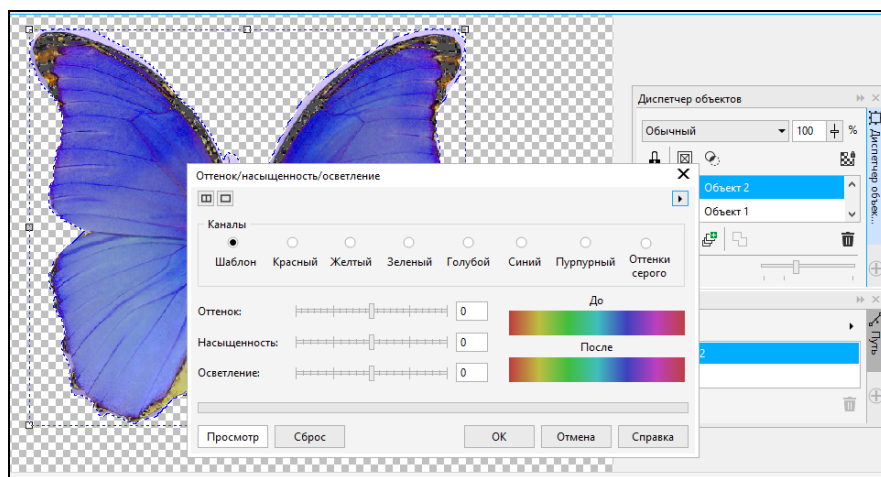 Диспетчер объектов
Обычный
100
%
Диспетчер объек...
Объект 2
Объект 1
Путь
2
Оттенок/насыщенность/осветление
Каналы
Шаблон Красный Желтый Зеленый Голубой Синий Пурпурный Оттенки серого
До
Оттенок: 0
Насыщенность: 0
После
Осветление: 0
Просмотр Сброс ОК Отмена Справка